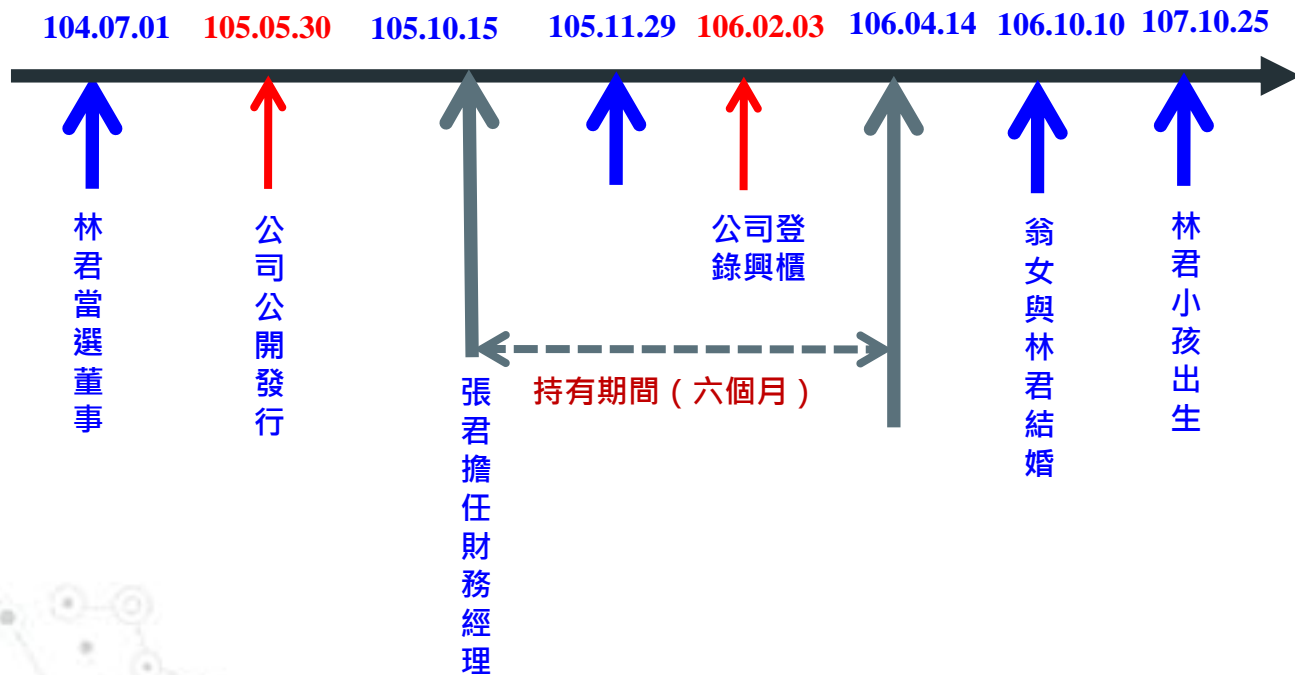 104.07.01 105.05.30 105.10.15 105.11.29 106.02.03 106.04.14 106.10.10 107.10.25
林君當選董事
公司公開發行
張君擔任財務經理
持有期間（六個月）
公司登
錄興櫃
翁女與林君結婚
林君小孩出生